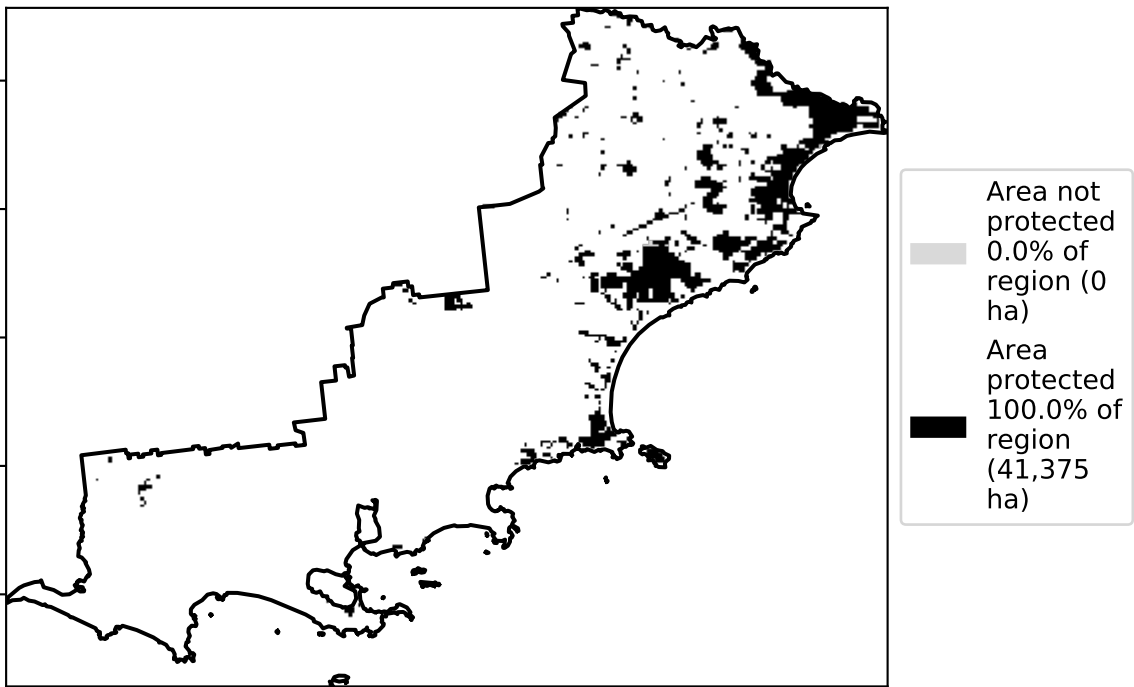 Area not
protected
0.0% of
region (0
ha)
Area
protected
100.0% of
region
(41,375
ha)